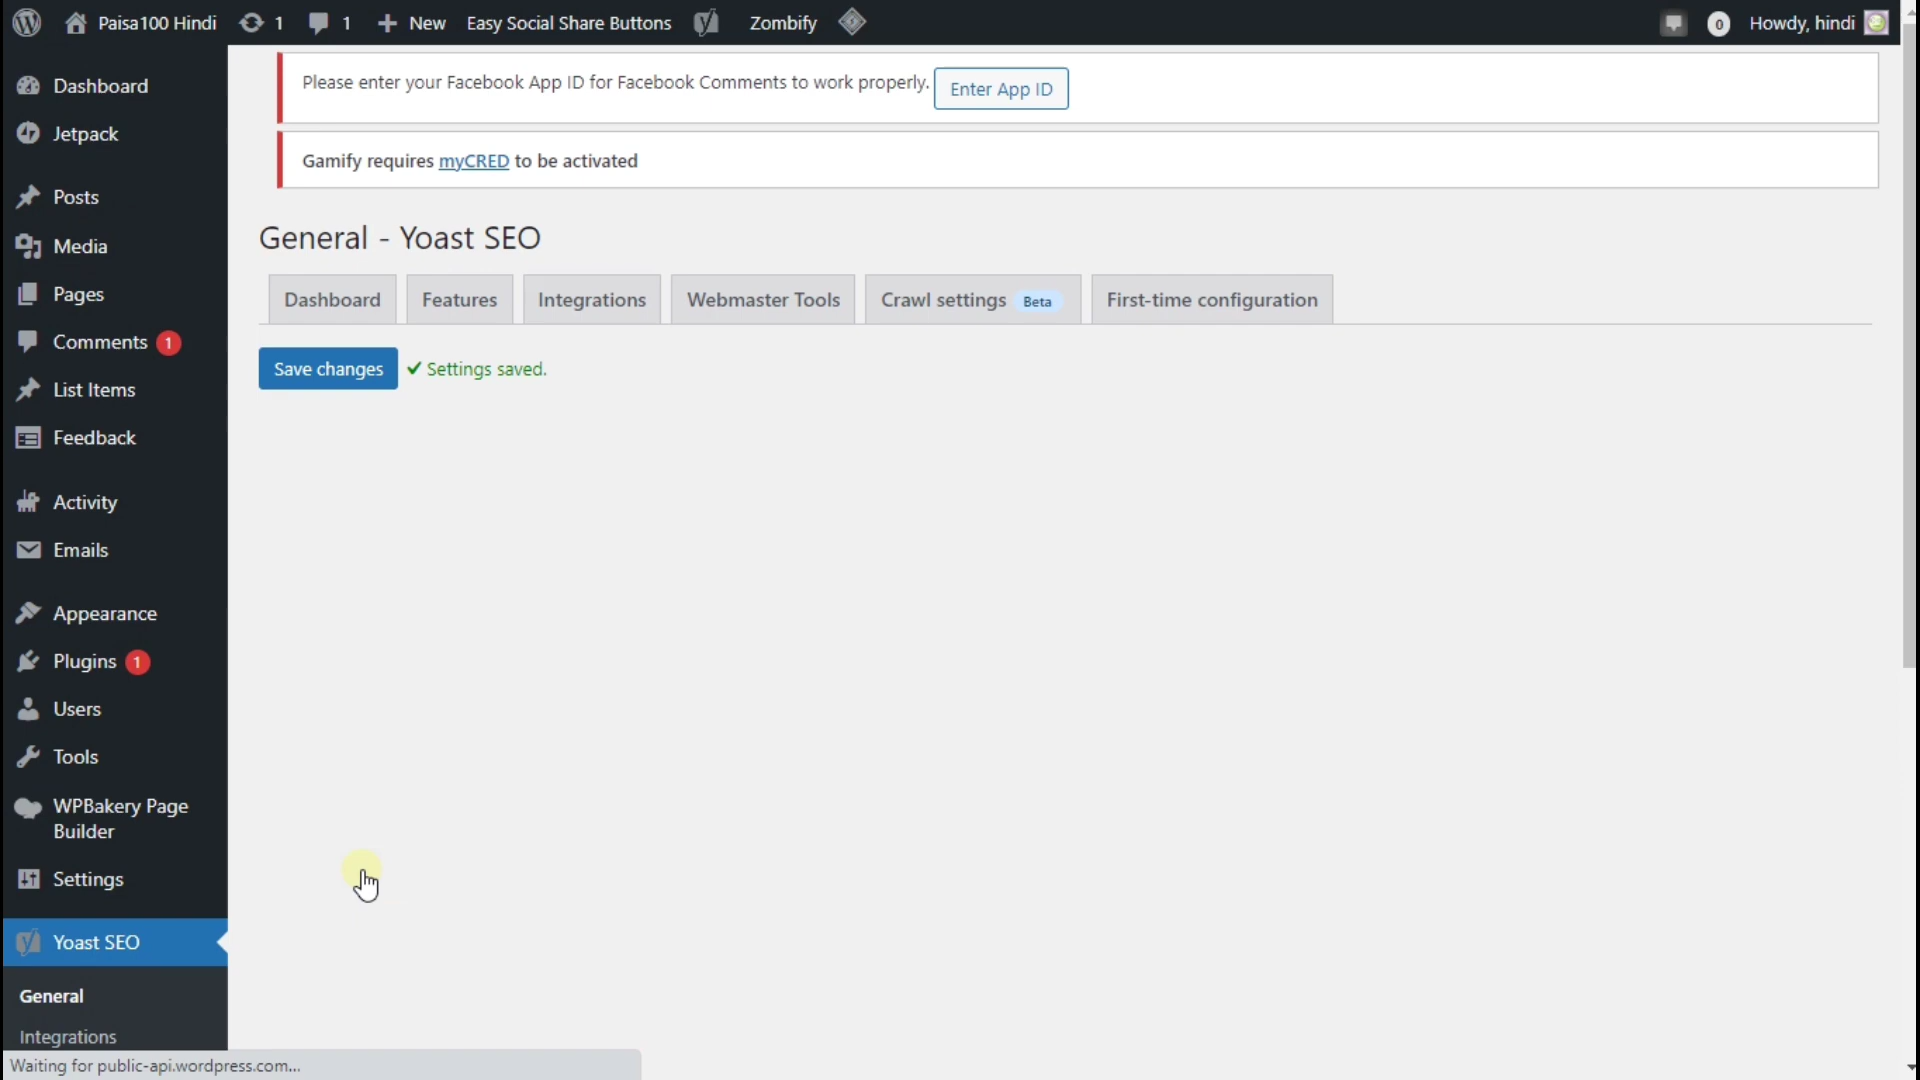 Paisa100 Hindi 1 1 New Easy Social Share Buttons Zombify 0 Howdy, hindi
Dashboard
Jetpack
Posts
Media
Pages
Comments 1
List Items
Feedback
Activity
Emails
Appearance
Plugins 1
Users
Tools
WPBakery Page
Builder
Settings
Yoast SEO
General
Integrations
Please enter your Facebook App ID for Facebook Comments to work properly. Enter App ID
Gamify requires myCRED to be activated
General - Yoast SEO
Dashboard Features Integrations Webmaster Tools Crawl settings Beta First-time configuration
Save changes ✔ Settings saved.
Waiting for public-api.wordpress.com...